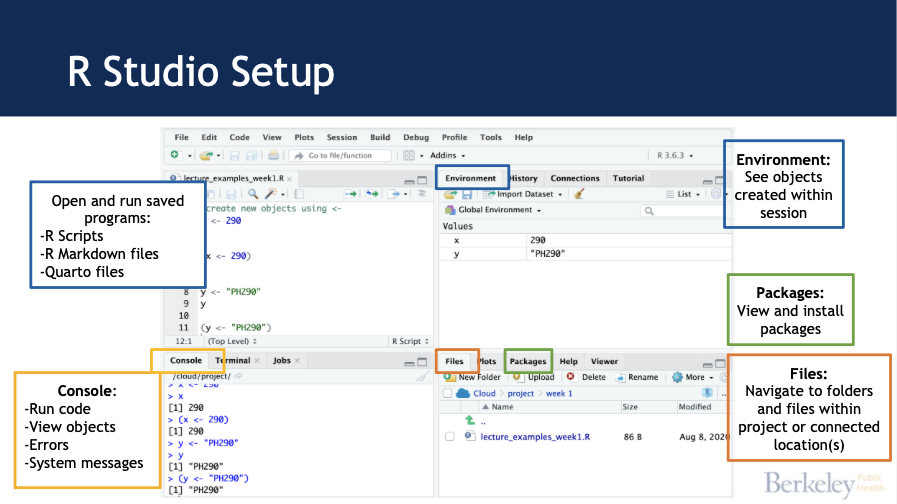 R Studio Setup
File Edit Code View Plots Session Build Debug Profile Tools Help
Go to file/function Addins R 3.6.3
lecture_examples_week1.R
create new objects using <-
<- 290
x <- 290)
8 y <- "PH290"
9 y
10
11 (y <- "PH290")
12:1 (Top Level) R Script
Open and run saved
programs:
-R Scripts
-R Markdown files
-Quarto files
Environment History Connections Tutorial
Import Dataset List
Global Environment
Values
x 290
y "PH290"
Environment:
See objects
created within
session
Packages:
View and install
packages
Console Terminal Jobs
/cloud/project/
> x <- 290
> x
[1] 290
> (x <- 290)
[1] 290
> y <- "PH290"
> y
[1] "PH290"
> (y <- "PH290")
[1] "PH290"
Console:
-Run code
-View objects
-Errors
-System messages
Files Plots Packages Help Viewer
New Folder Upload Delete Rename More
Cloud > project > week 1
Name Size Modified
..
lecture_examples_week1.R 86 B Aug 8, 2020
Files:
Navigate to folders
and files within
project or connected
location(s)
Berkeley Public
Health